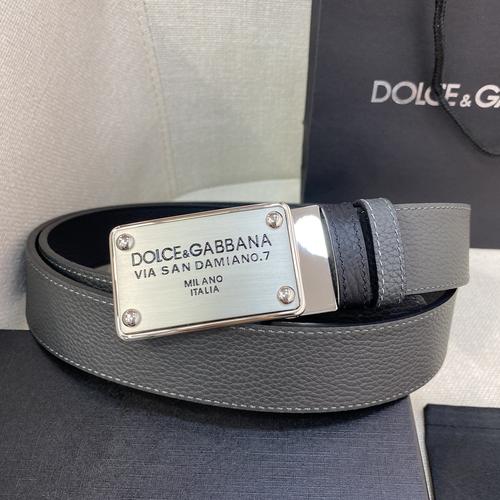 DOLCE & GA
DOLCE&GABBANA
VIA SAN DAMIANO.7
MILANO
ITALIA